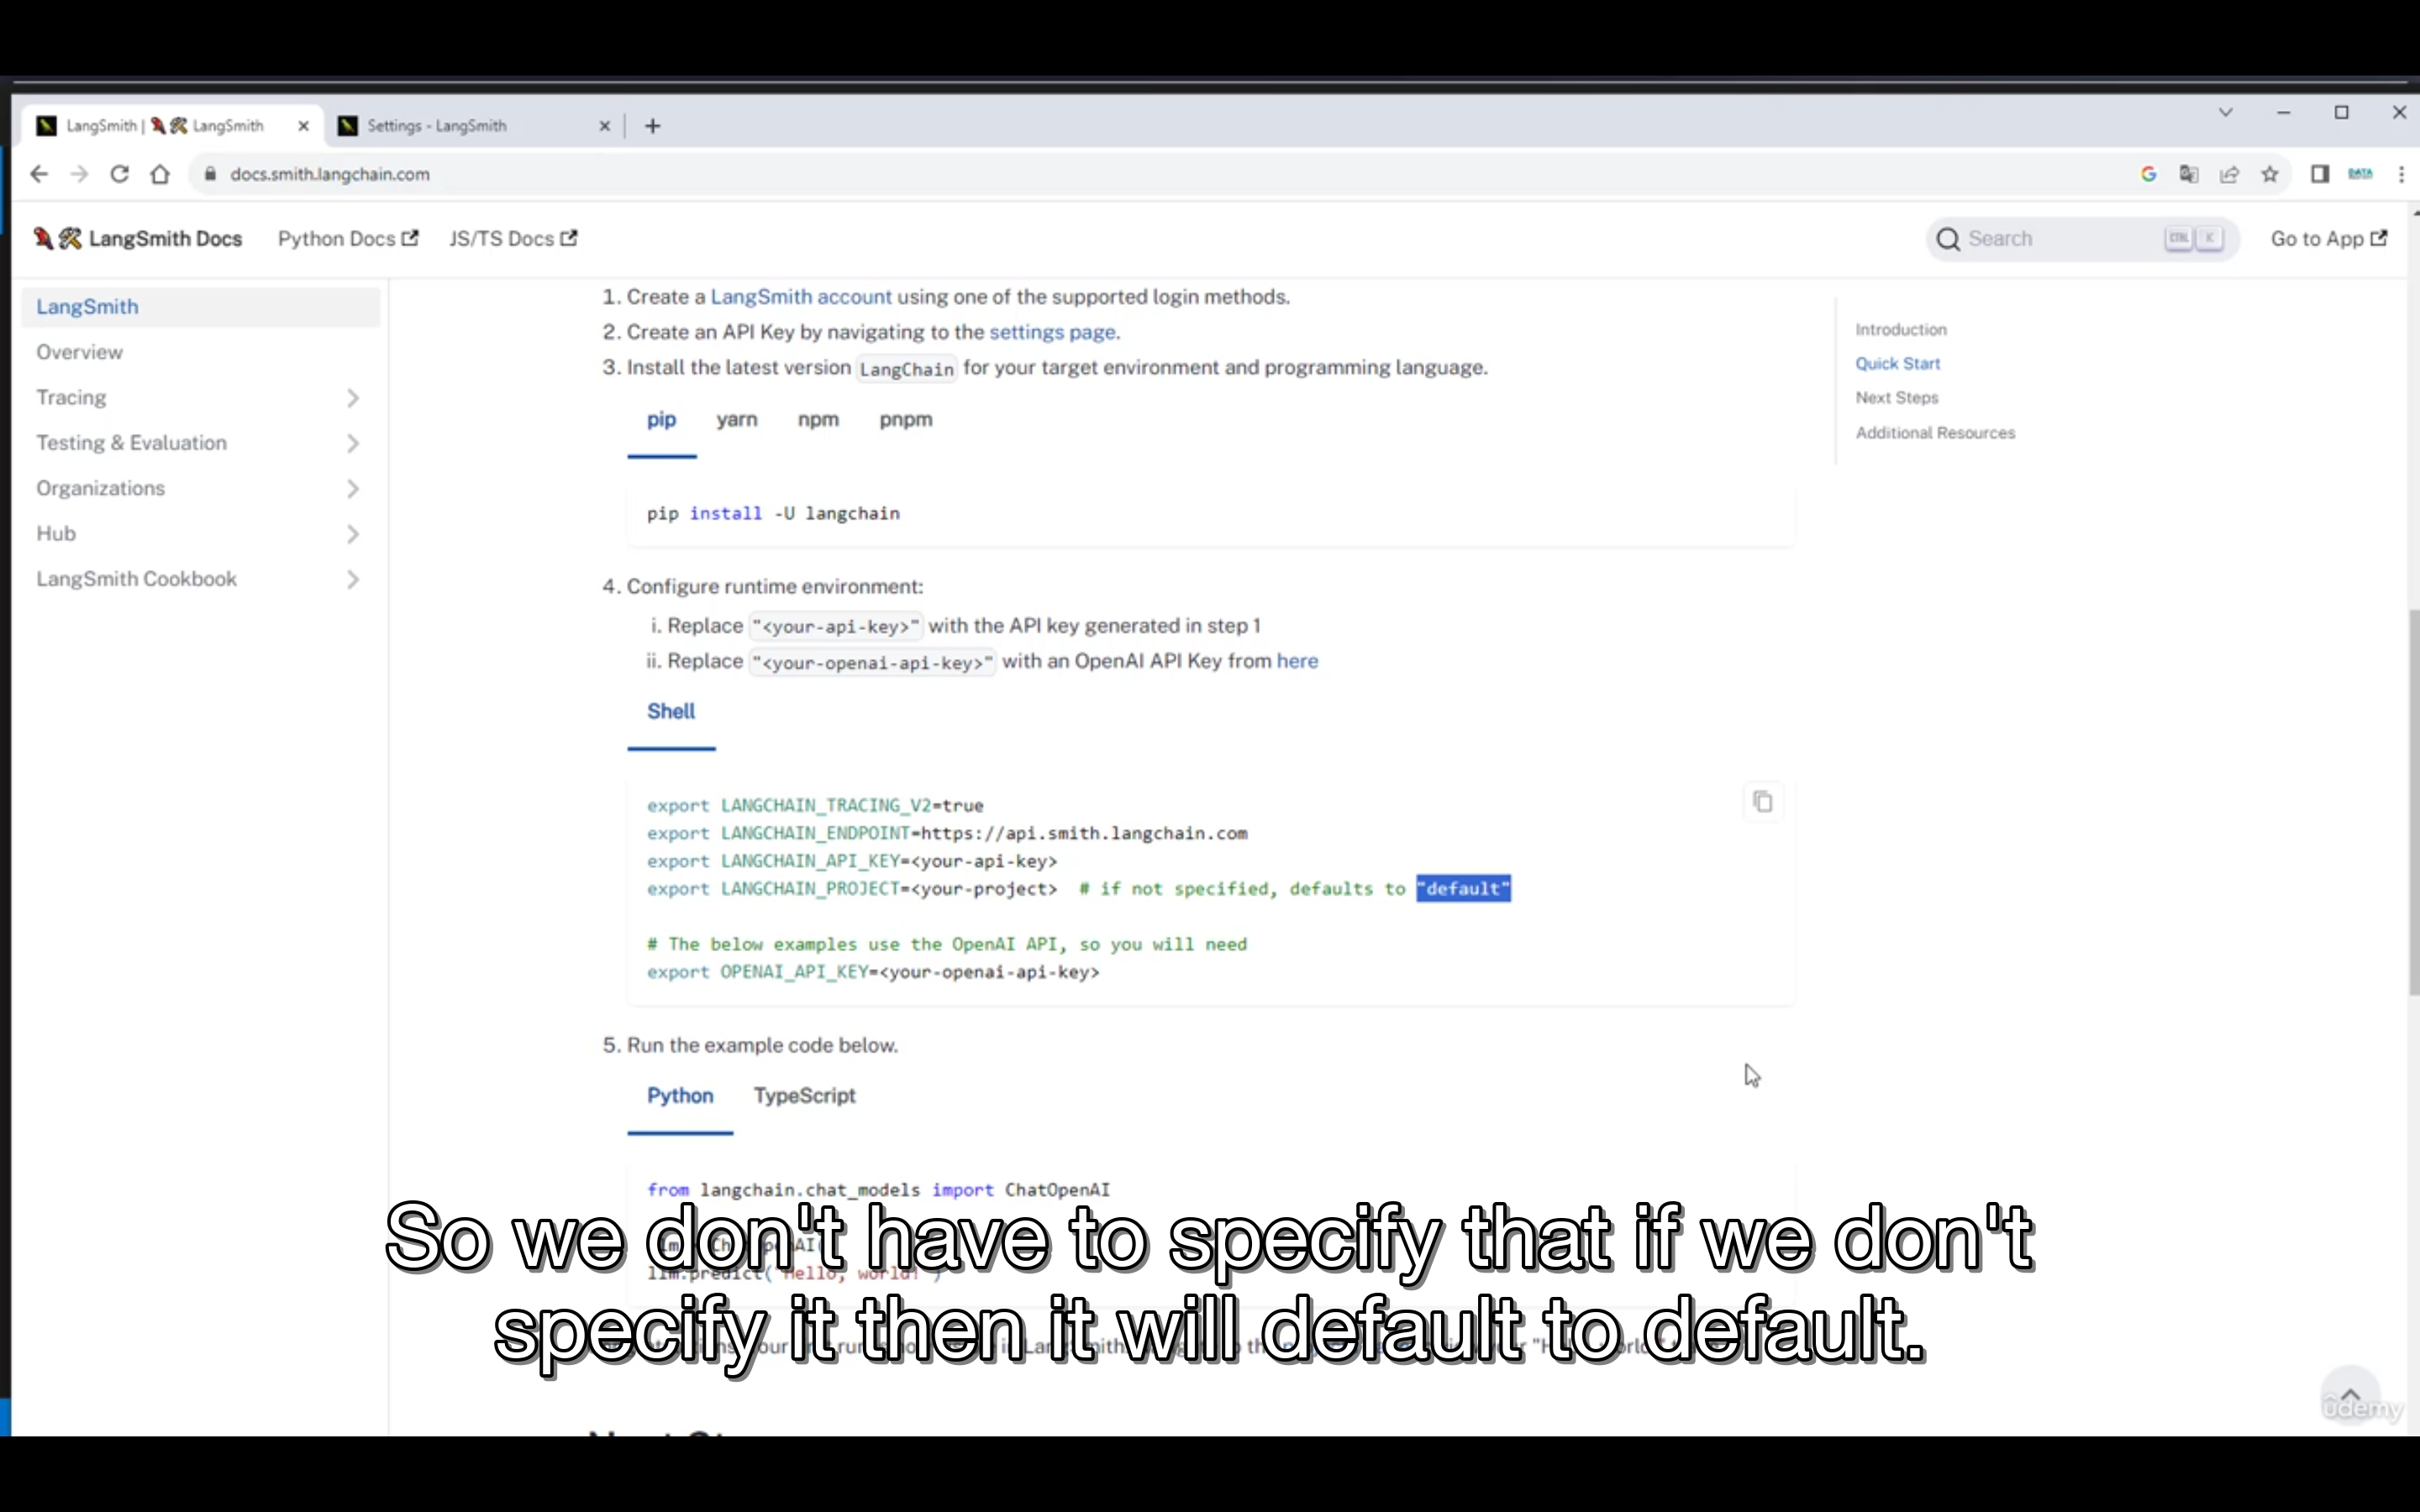 LangSmith | LangSmith
Settings - LangSmith
docs.smith.langchain.com
DATA
LangSmith Docs
Python Docs
JS/TS Docs
Search
CTRL K
Go to App
LangSmith
Overview
Tracing
Testing & Evaluation
Organizations
Hub
LangSmith Cookbook
1. Create a LangSmith account using one of the supported login methods.
2. Create an API Key by navigating to the settings page.
3. Install the latest version LangChain for your target environment and programming language.
pip yarn npm pnpm
pip install -U langchain
4. Configure runtime environment:
i. Replace "<your-api-key>" with the API key generated in step 1
ii. Replace "<your-openai-api-key>" with an OpenAI API Key from here
Shell
export LANGCHAIN_TRACING_V2=true
export LANGCHAIN_ENDPOINT=https://api.smith.langchain.com
export LANGCHAIN_API_KEY=<your-api-key>
export LANGCHAIN_PROJECT=<your-project> # if not specified, defaults to "default"
# The below examples use the OpenAI API, so you will need
export OPENAI_API_KEY=<your-openai-api-key>
5. Run the example code below.
Python TypeScript
from langchain.chat_models import ChatOpenAI
llm.predict("Hello, world!")
So we don't have to specify that if we don't
specify it then it will default to default.
Introduction
Quick Start
Next Steps
Additional Resources
ûdemy